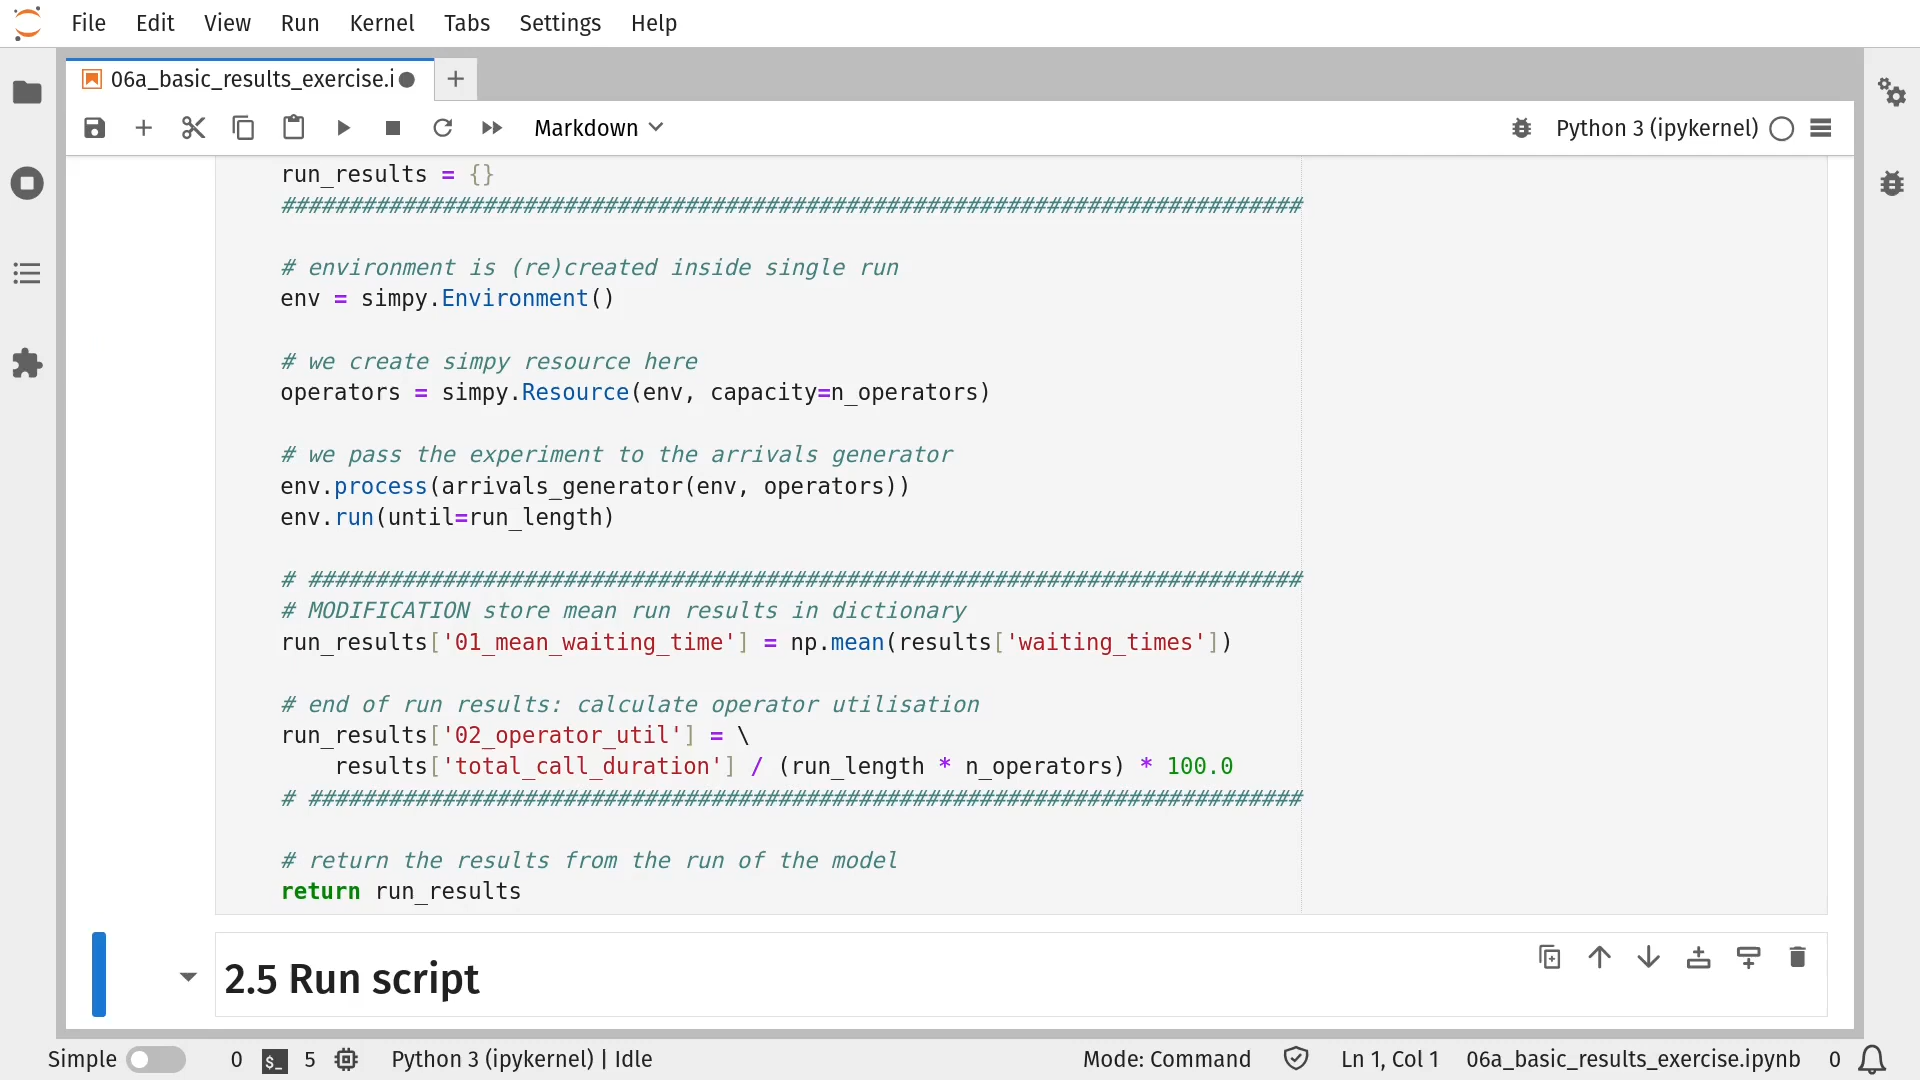 File Edit View Run Kernel Tabs Settings Help
06a_basic_results_exercise.i
Markdown
Python 3 (ipykernel)
run_results = {}
############################################################################
# environment is (re)created inside single run
env = simpy.Environment()
# we create simpy resource here
operators = simpy.Resource(env, capacity=n_operators)
# we pass the experiment to the arrivals generator
env.process(arrivals_generator(env, operators))
env.run(until=run_length)
# ##########################################################################
# MODIFICATION store mean run results in dictionary
run_results['01_mean_waiting_time'] = np.mean(results['waiting_times'])
# end of run results: calculate operator utilisation
run_results['02_operator_util'] = \
results['total_call_duration'] / (run_length * n_operators) * 100.0
# ##########################################################################
# return the results from the run of the model
return run_results
2.5 Run script
Simple 0 $_ 5 Python 3 (ipykernel) | Idle Mode: Command Ln 1, Col 1 06a_basic_results_exercise.ipynb 0